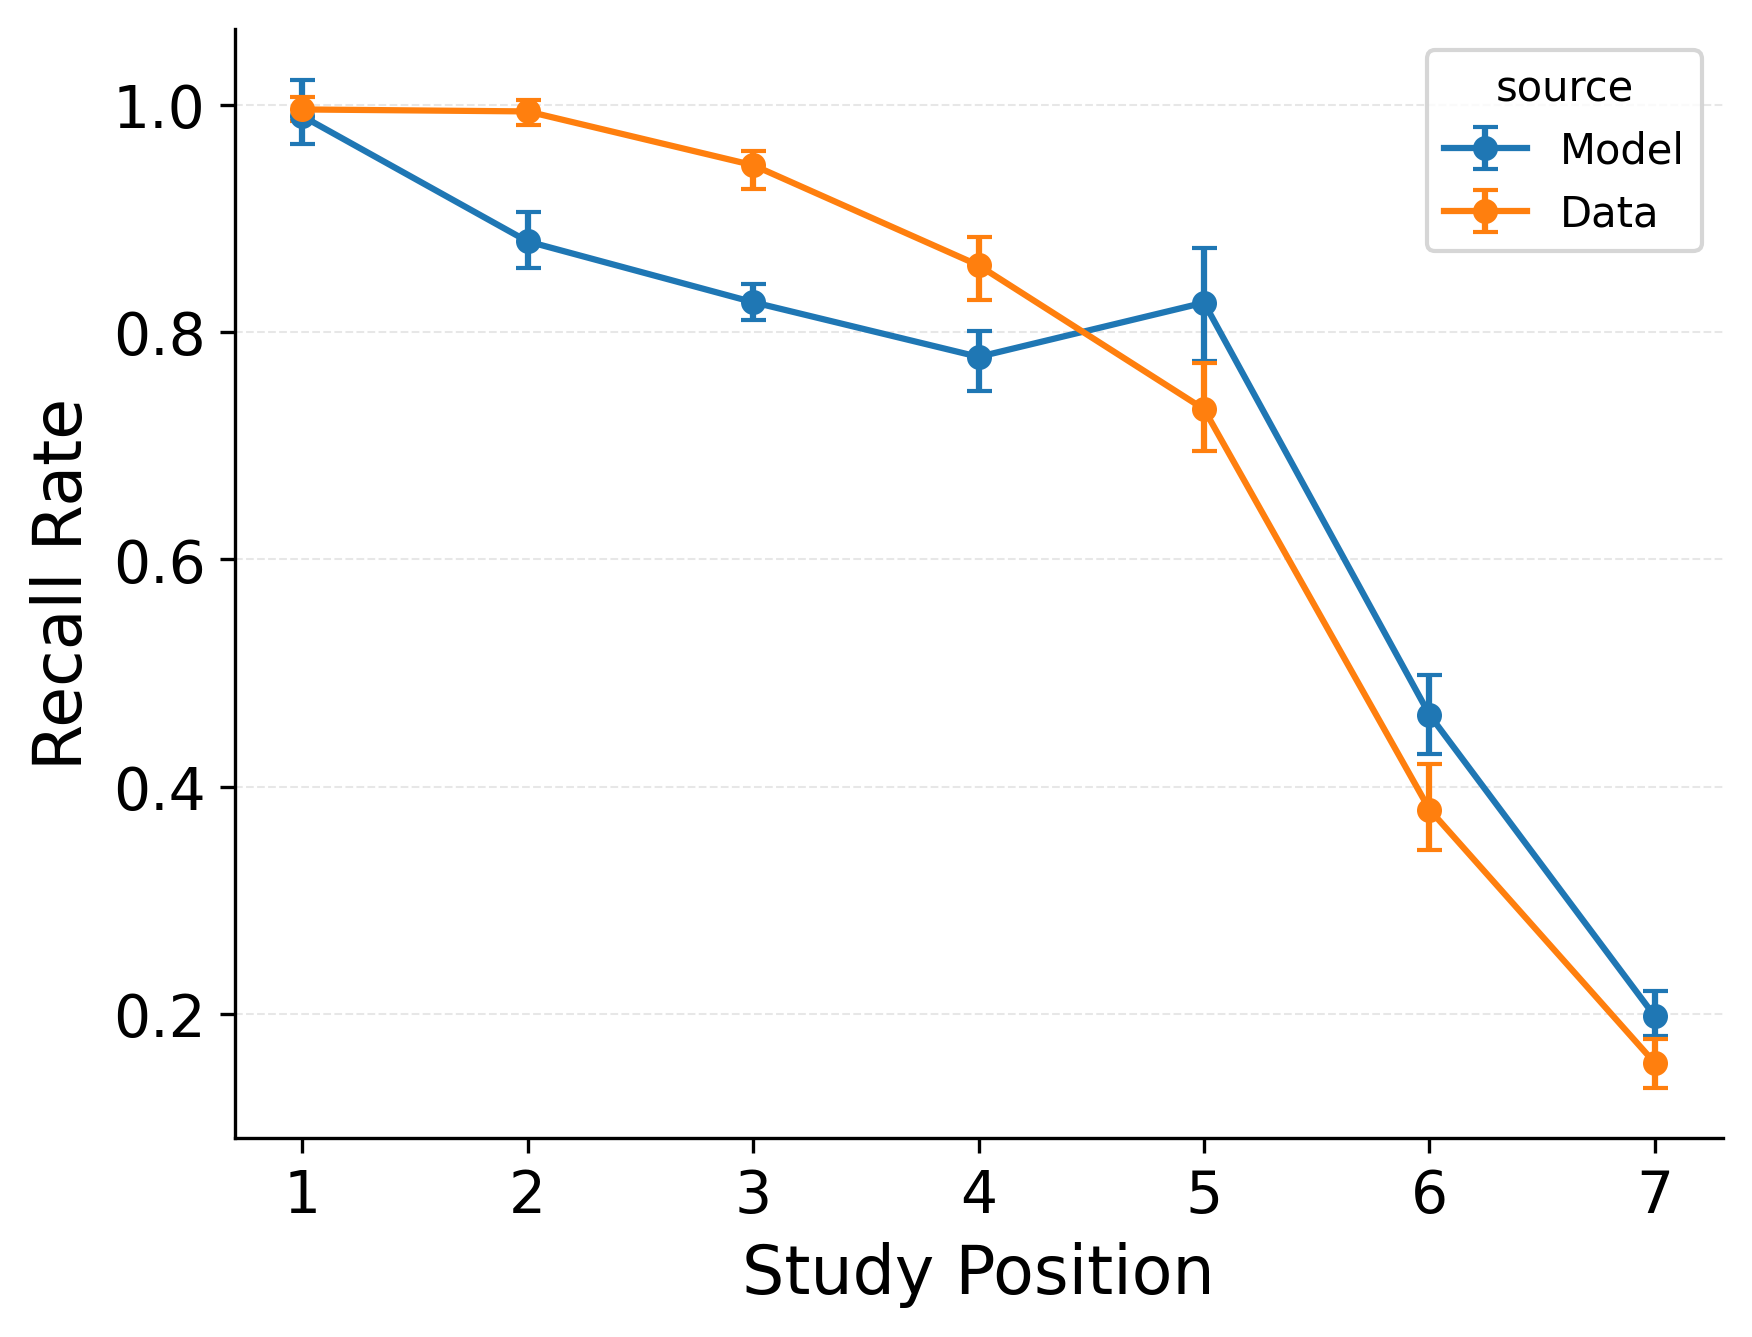 source
Model
Data
1.0
0.8
0.6
0.4
0.2
Recall Rate
1 2 3 4 5 6 7
Study Position